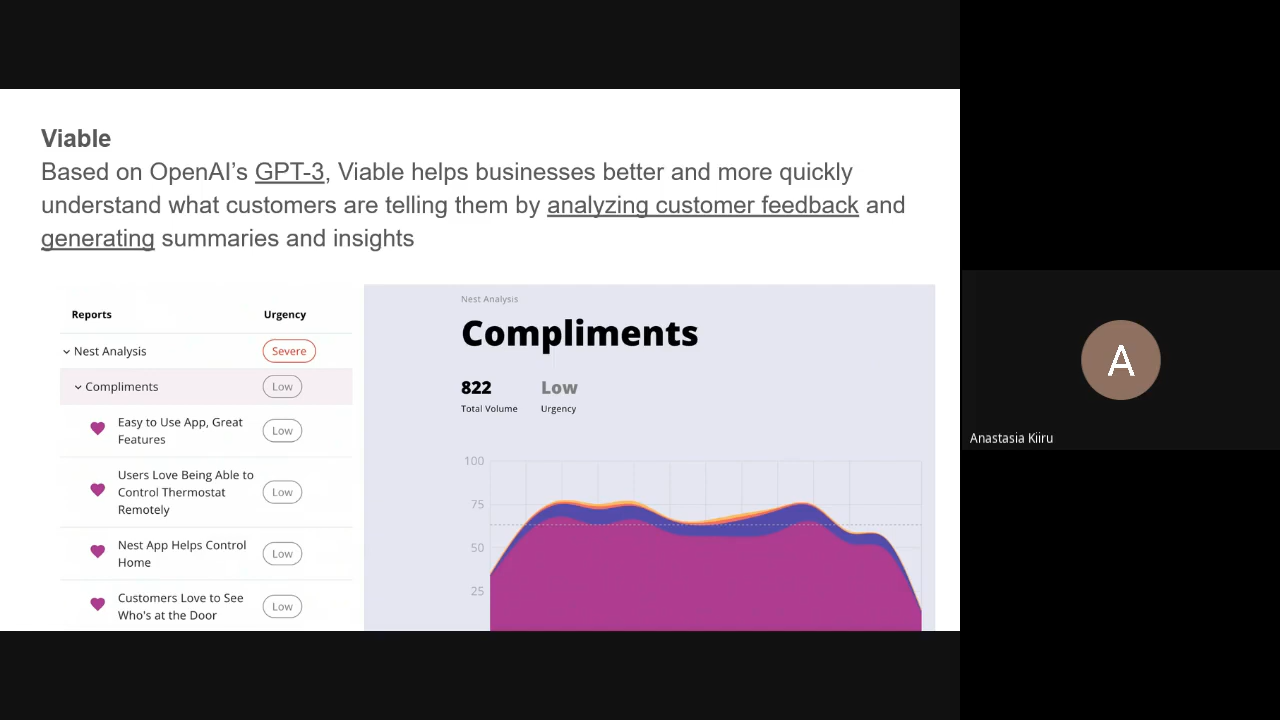 Viable
Based on OpenAI’s GPT-3, Viable helps businesses better and more quickly
understand what customers are telling them by analyzing customer feedback and
generating summaries and insights
Reports Urgency
Nest Analysis Severe
Compliments Low
Easy to Use App, Great
Features
Low
Users Love Being Able to
Control Thermostat
Remotely
Low
Nest App Helps Control
Home
Low
Customers Love to See
Who's at the Door
Low
Nest Analysis
Compliments
822 Low
Total Volume Urgency
100
75
50
25
A
Anastasia Kiiru